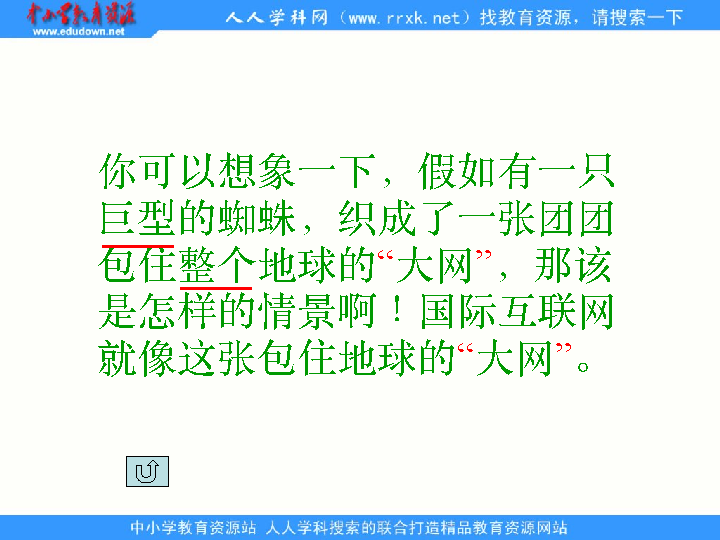 中小学教育资源
www.edudown.net
人人学科网（www.rrxk.net）找教育资源，请搜索一下
你可以想象一下，假如有一只
巨型的蜘蛛，织成了一张团团
包住整个地球的“大网”，那该
是怎样的情景啊！国际互联网
就像这张包住地球的“大网”。
中小学教育资源站 人人学科搜索的联合打造精品教育资源网站